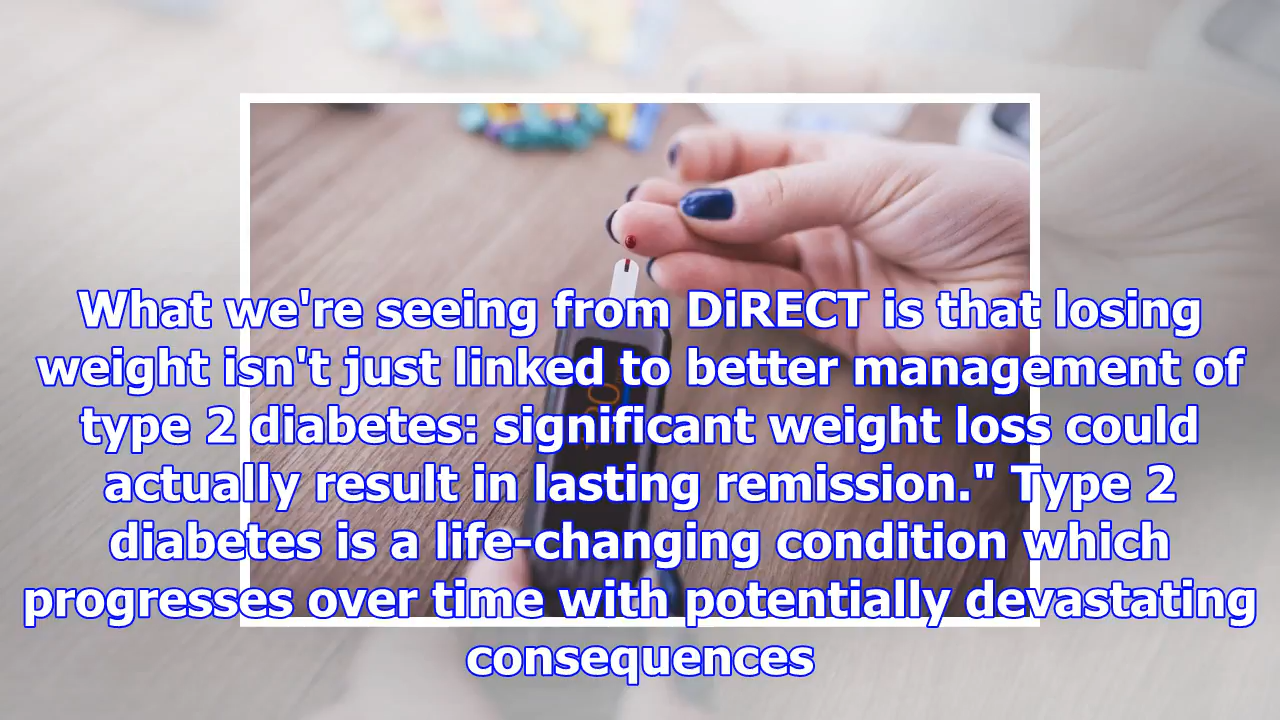 What we're seeing from DiRECT is that losing
weight isn't just linked to better management of
type 2 diabetes: significant weight loss could
actually result in lasting remission." Type 2
diabetes is a life-changing condition which
progresses over time with potentially devastating
consequences